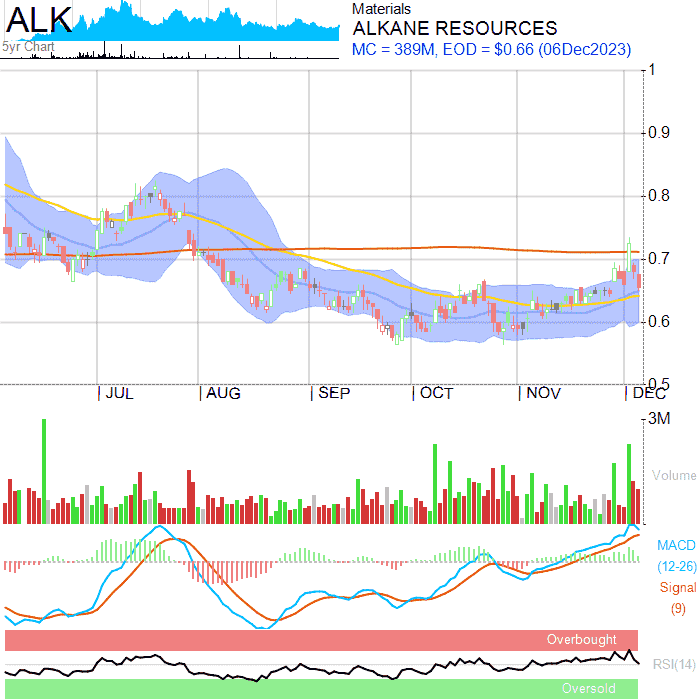 ALK
5yr Chart
Materials
ALKANE RESOURCES
MC = 389M, EOD = $0.66 (06Dec2023)
1
0.9
0.8
0.7
0.6
0.5
JUL
AUG
SEP
OCT
NOV
DEC
3M
Volume
MACD
(12-26)
Signal
(9)
Overbought
RSI(14)
Oversold